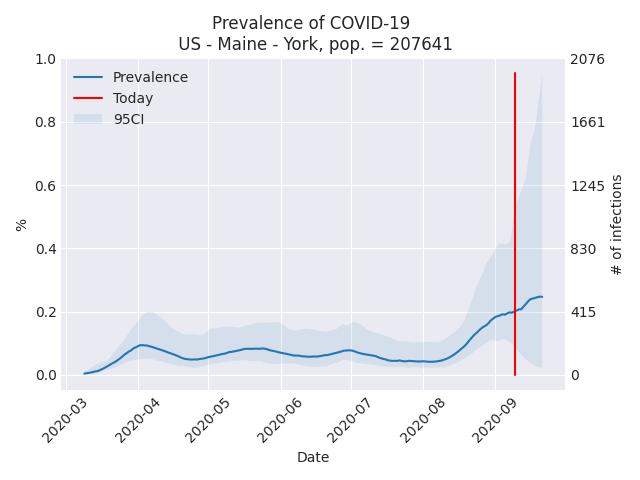 Prevalence of COVID-19
US - Maine - York, pop. = 207641
Prevalence
Today
95CI
1.0
0.8
0.6
0.4
0.2
0.0
%
2076
1661
1245
830
415
0
# of infections
2020-03
2020-04
2020-05
2020-06
2020-07
2020-08
2020-09
Date